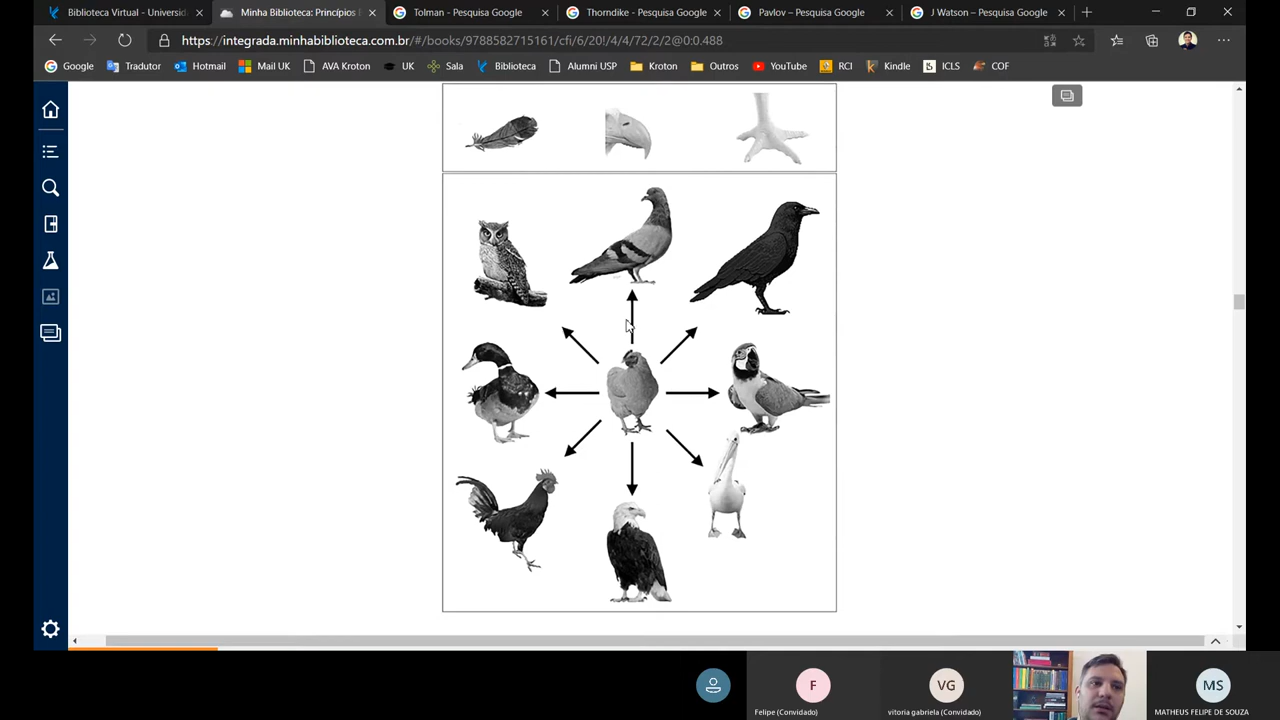 Biblioteca Virtual - Universid
Minha Biblioteca: Princípios E
Tolman - Pesquisa Google
Thorndike - Pesquisa Google
Pavlov – Pesquisa Google
J Watson – Pesquisa Google
https://integrada.minhabiblioteca.com.br/#/books/9788582715161/cfi/6/20!/4/4/72/2/2@0:0.488
Google
Tradutor
Hotmail
Mail UK
AVA Kroton
UK
Sala
Biblioteca
Alumni USP
Kroton
Outros
YouTube
RCI
Kindle
ICLS
COF
F
VG
MS
Felipe (Convidado)
vitoria gabriela (Convidado)
MATHEUS FELIPE DE SOUZA